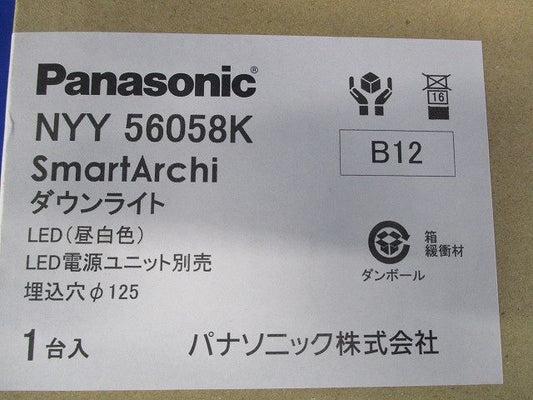 Panasonic®
NYY 56058K
SmartArchi
ダウンライト
LED(昼白色)
LED電源ユニット別売
埋込穴φ125
1台入
パナソニック株式会社
16
B12
箱
緩衝材
ダンボール